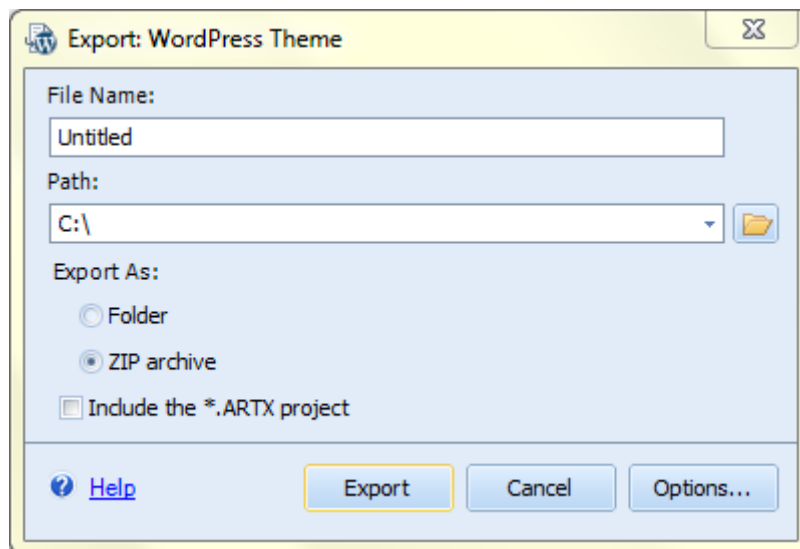 Export: WordPress Theme
File Name:
Untitled
Path:
C:\
Export As:
Folder
ZIP archive
Include the *.ARTX project
Help Export Cancel Options...